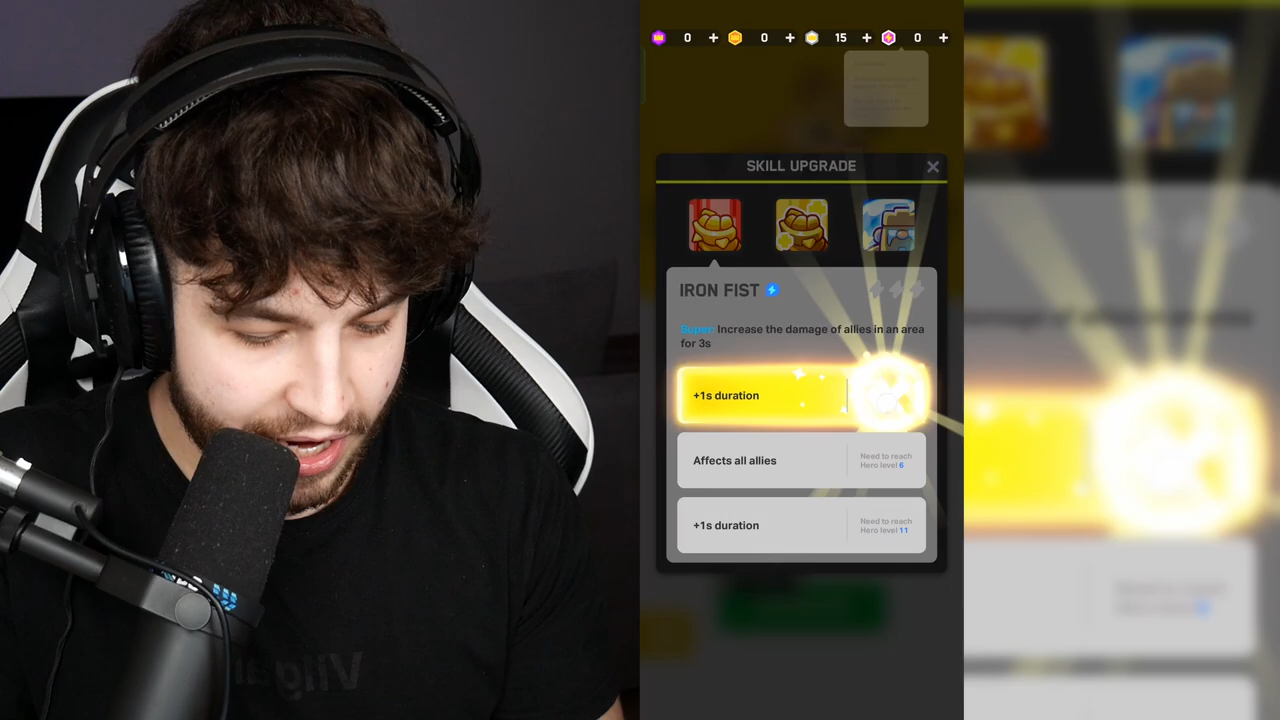 0 + 0 + 15 + 0 +
SKILL UPGRADE
IRON FIST
Super: Increase the damage of allies in an area
for 3s
+1s duration
Affects all allies
Need to reach
Hero level 6
+1s duration
Need to reach
Hero level 11